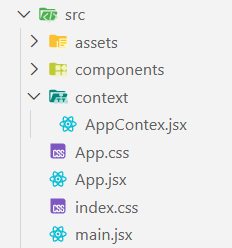 src
assets
components
context
AppContex.jsx
App.css
App.jsx
index.css
main.jsx